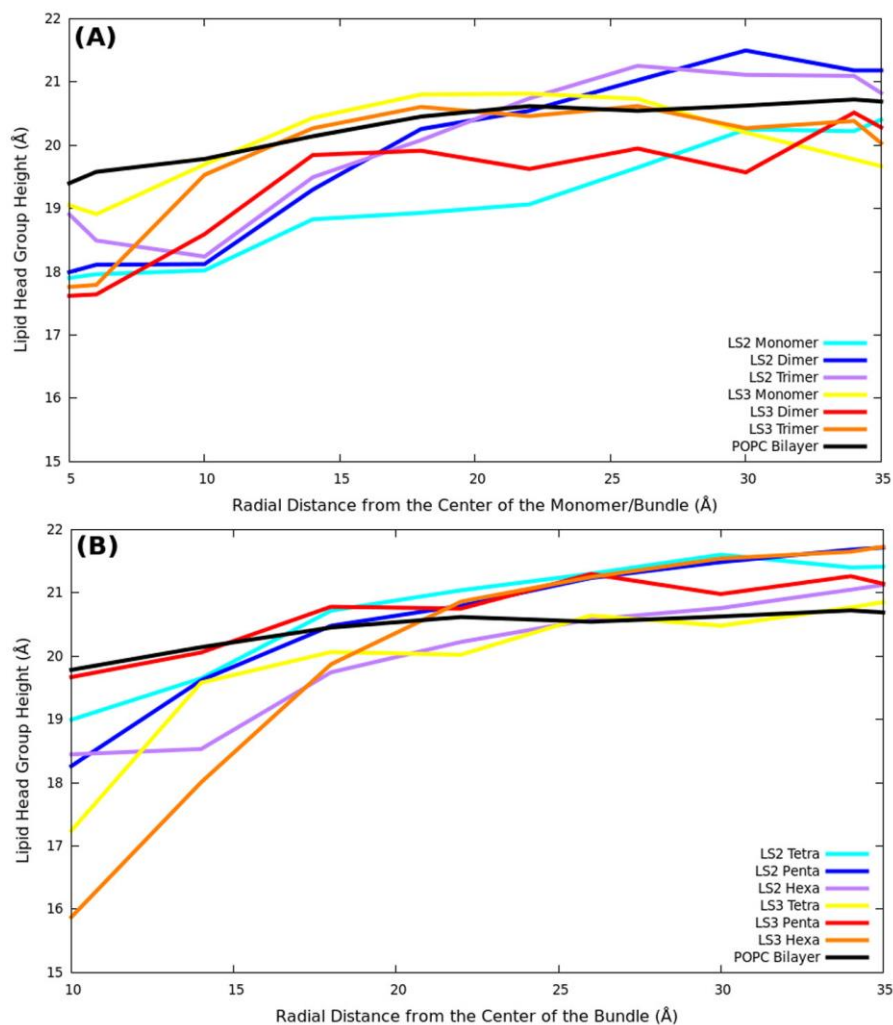 (A)
22
21
20
19
18
17
16
15
Lipid Head Group Height (Å)
LS2 Monomer
LS2 Dimer
LS2 Trimer
LS3 Monomer
LS3 Dimer
LS3 Trimer
POPC Bilayer
5 10 15 20 25 30 35
Radial Distance from the Center of the Monomer/Bundle (Å)
(B)
22
21
20
19
18
17
16
15
Lipid Head Group Height (Å)
LS2 Tetra
LS2 Penta
LS2 Hexa
LS3 Tetra
LS3 Penta
LS3 Hexa
POPC Bilayer
10 15 20 25 30 35
Radial Distance from the Center of the Bundle (Å)